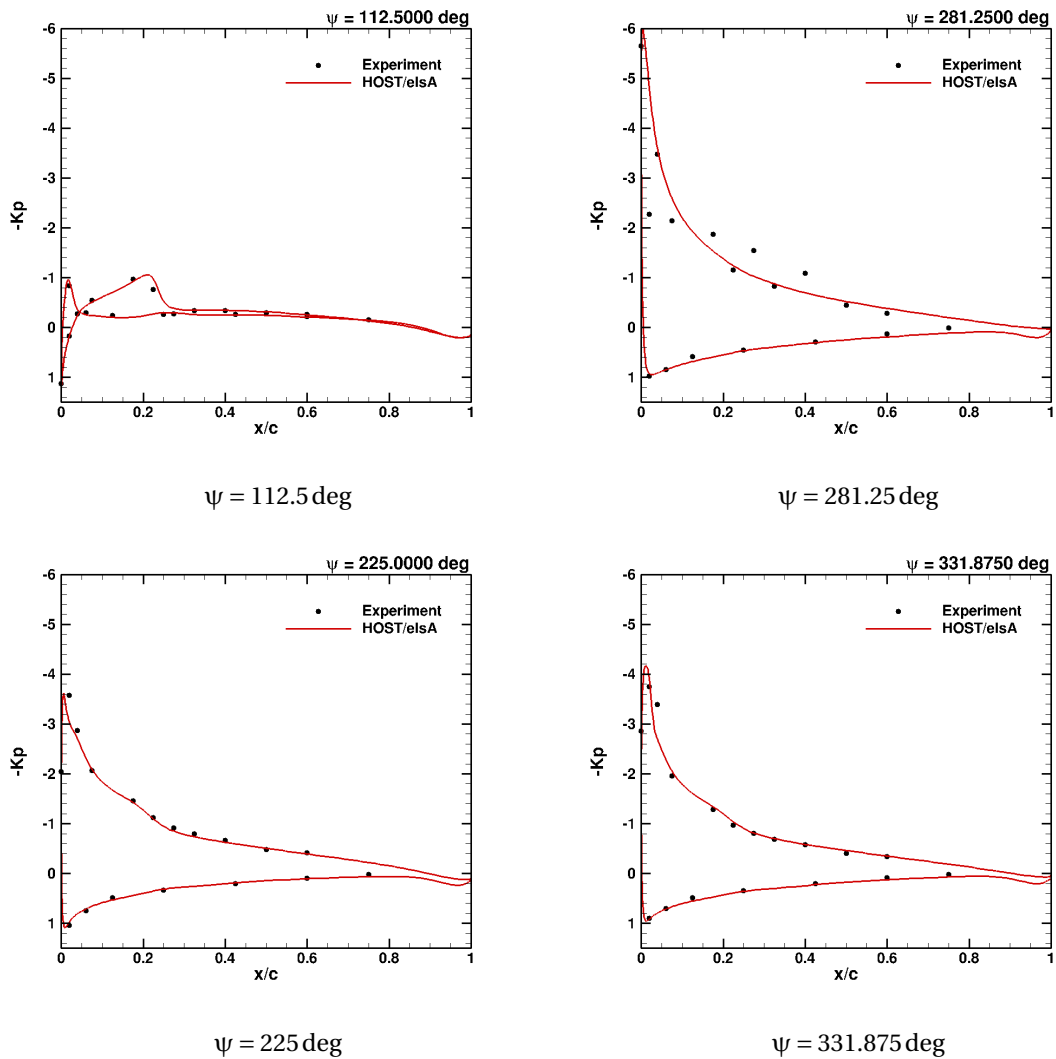 ψ = 112.5000 deg
-6
-5
-4
-3
-2
-1
0
1
-Kp
Experiment
HOST/elsA
0
0.2
0.4
0.6
0.8
1
x/c
ψ = 112.5 deg
ψ = 281.2500 deg
-6
-5
-4
-3
-2
-1
0
1
-Kp
Experiment
HOST/elsA
0
0.2
0.4
0.6
0.8
1
x/c
ψ = 281.25 deg
ψ = 225.0000 deg
-6
-5
-4
-3
-2
-1
0
1
-Kp
Experiment
HOST/elsA
0
0.2
0.4
0.6
0.8
1
x/c
ψ = 225 deg
ψ = 331.8750 deg
-6
-5
-4
-3
-2
-1
0
1
-Kp
Experiment
HOST/elsA
0
0.2
0.4
0.6
0.8
1
x/c
ψ = 331.875 deg